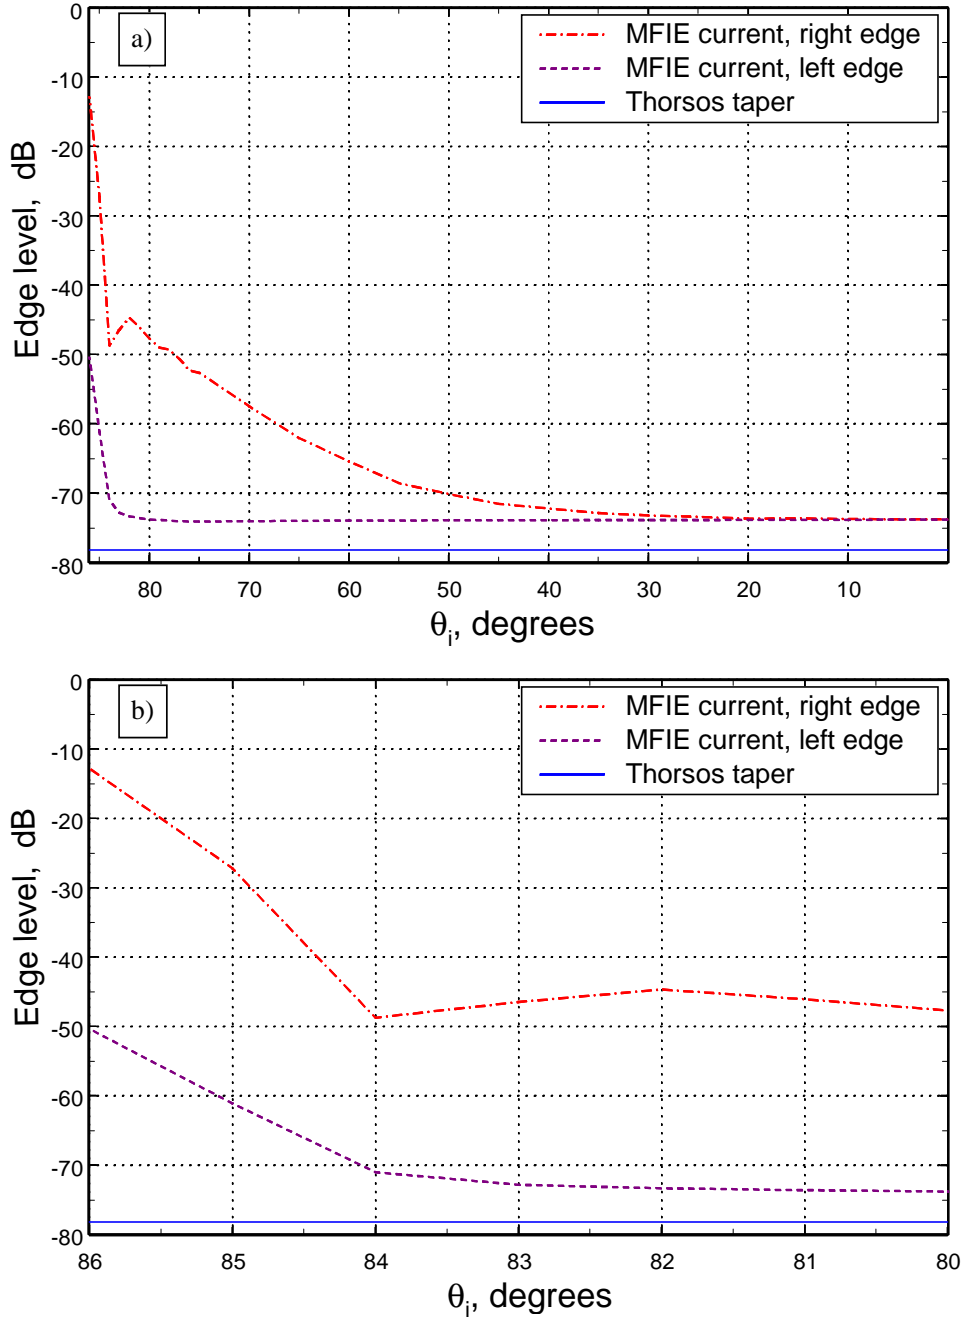 a)
MFIE current, right edge
MFIE current, left edge
Thorsos taper
Edge level, dB
0
-10
-20
-30
-40
-50
-60
-70
-80
80 70 60 50 40 30 20 10
θi, degrees
b)
MFIE current, right edge
MFIE current, left edge
Thorsos taper
Edge level, dB
0
-10
-20
-30
-40
-50
-60
-70
-80
86 85 84 83 82 81 80
θi, degrees